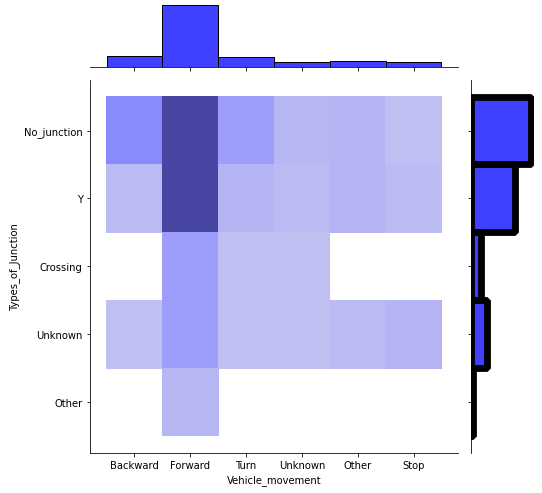 No_junction
Y
Crossing
Unknown
Other
Types_of_Junction
Backward Forward Turn Unknown Other Stop
Vehicle_movement